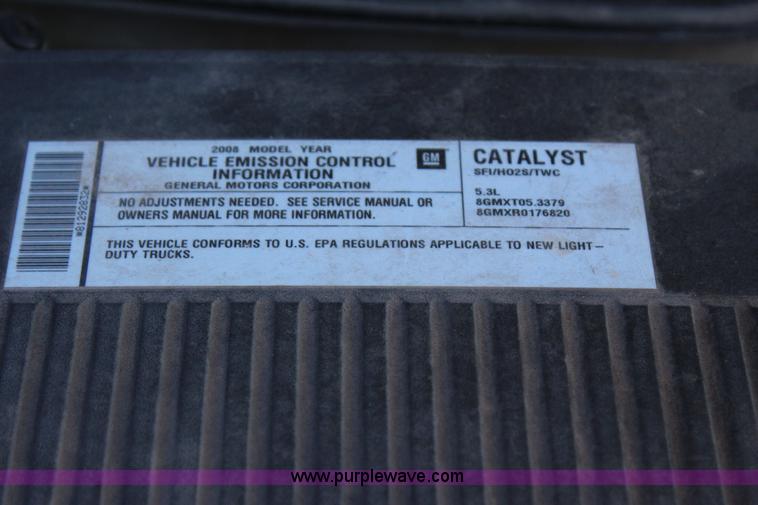 *81292832*
2008 MODEL YEAR
VEHICLE EMISSION CONTROL
INFORMATION
GENERAL MOTORS CORPORATION
GM
NO ADJUSTMENTS NEEDED. SEE SERVICE MANUAL OR
OWNERS MANUAL FOR MORE INFORMATION.
CATALYST
SFI/HO2S/TWC
5.3L
8GMXT05.3379
8GMXR0176820
THIS VEHICLE CONFORMS TO U.S. EPA REGULATIONS APPLICABLE TO NEW LIGHT-
DUTY TRUCKS.
www.purplewave.com